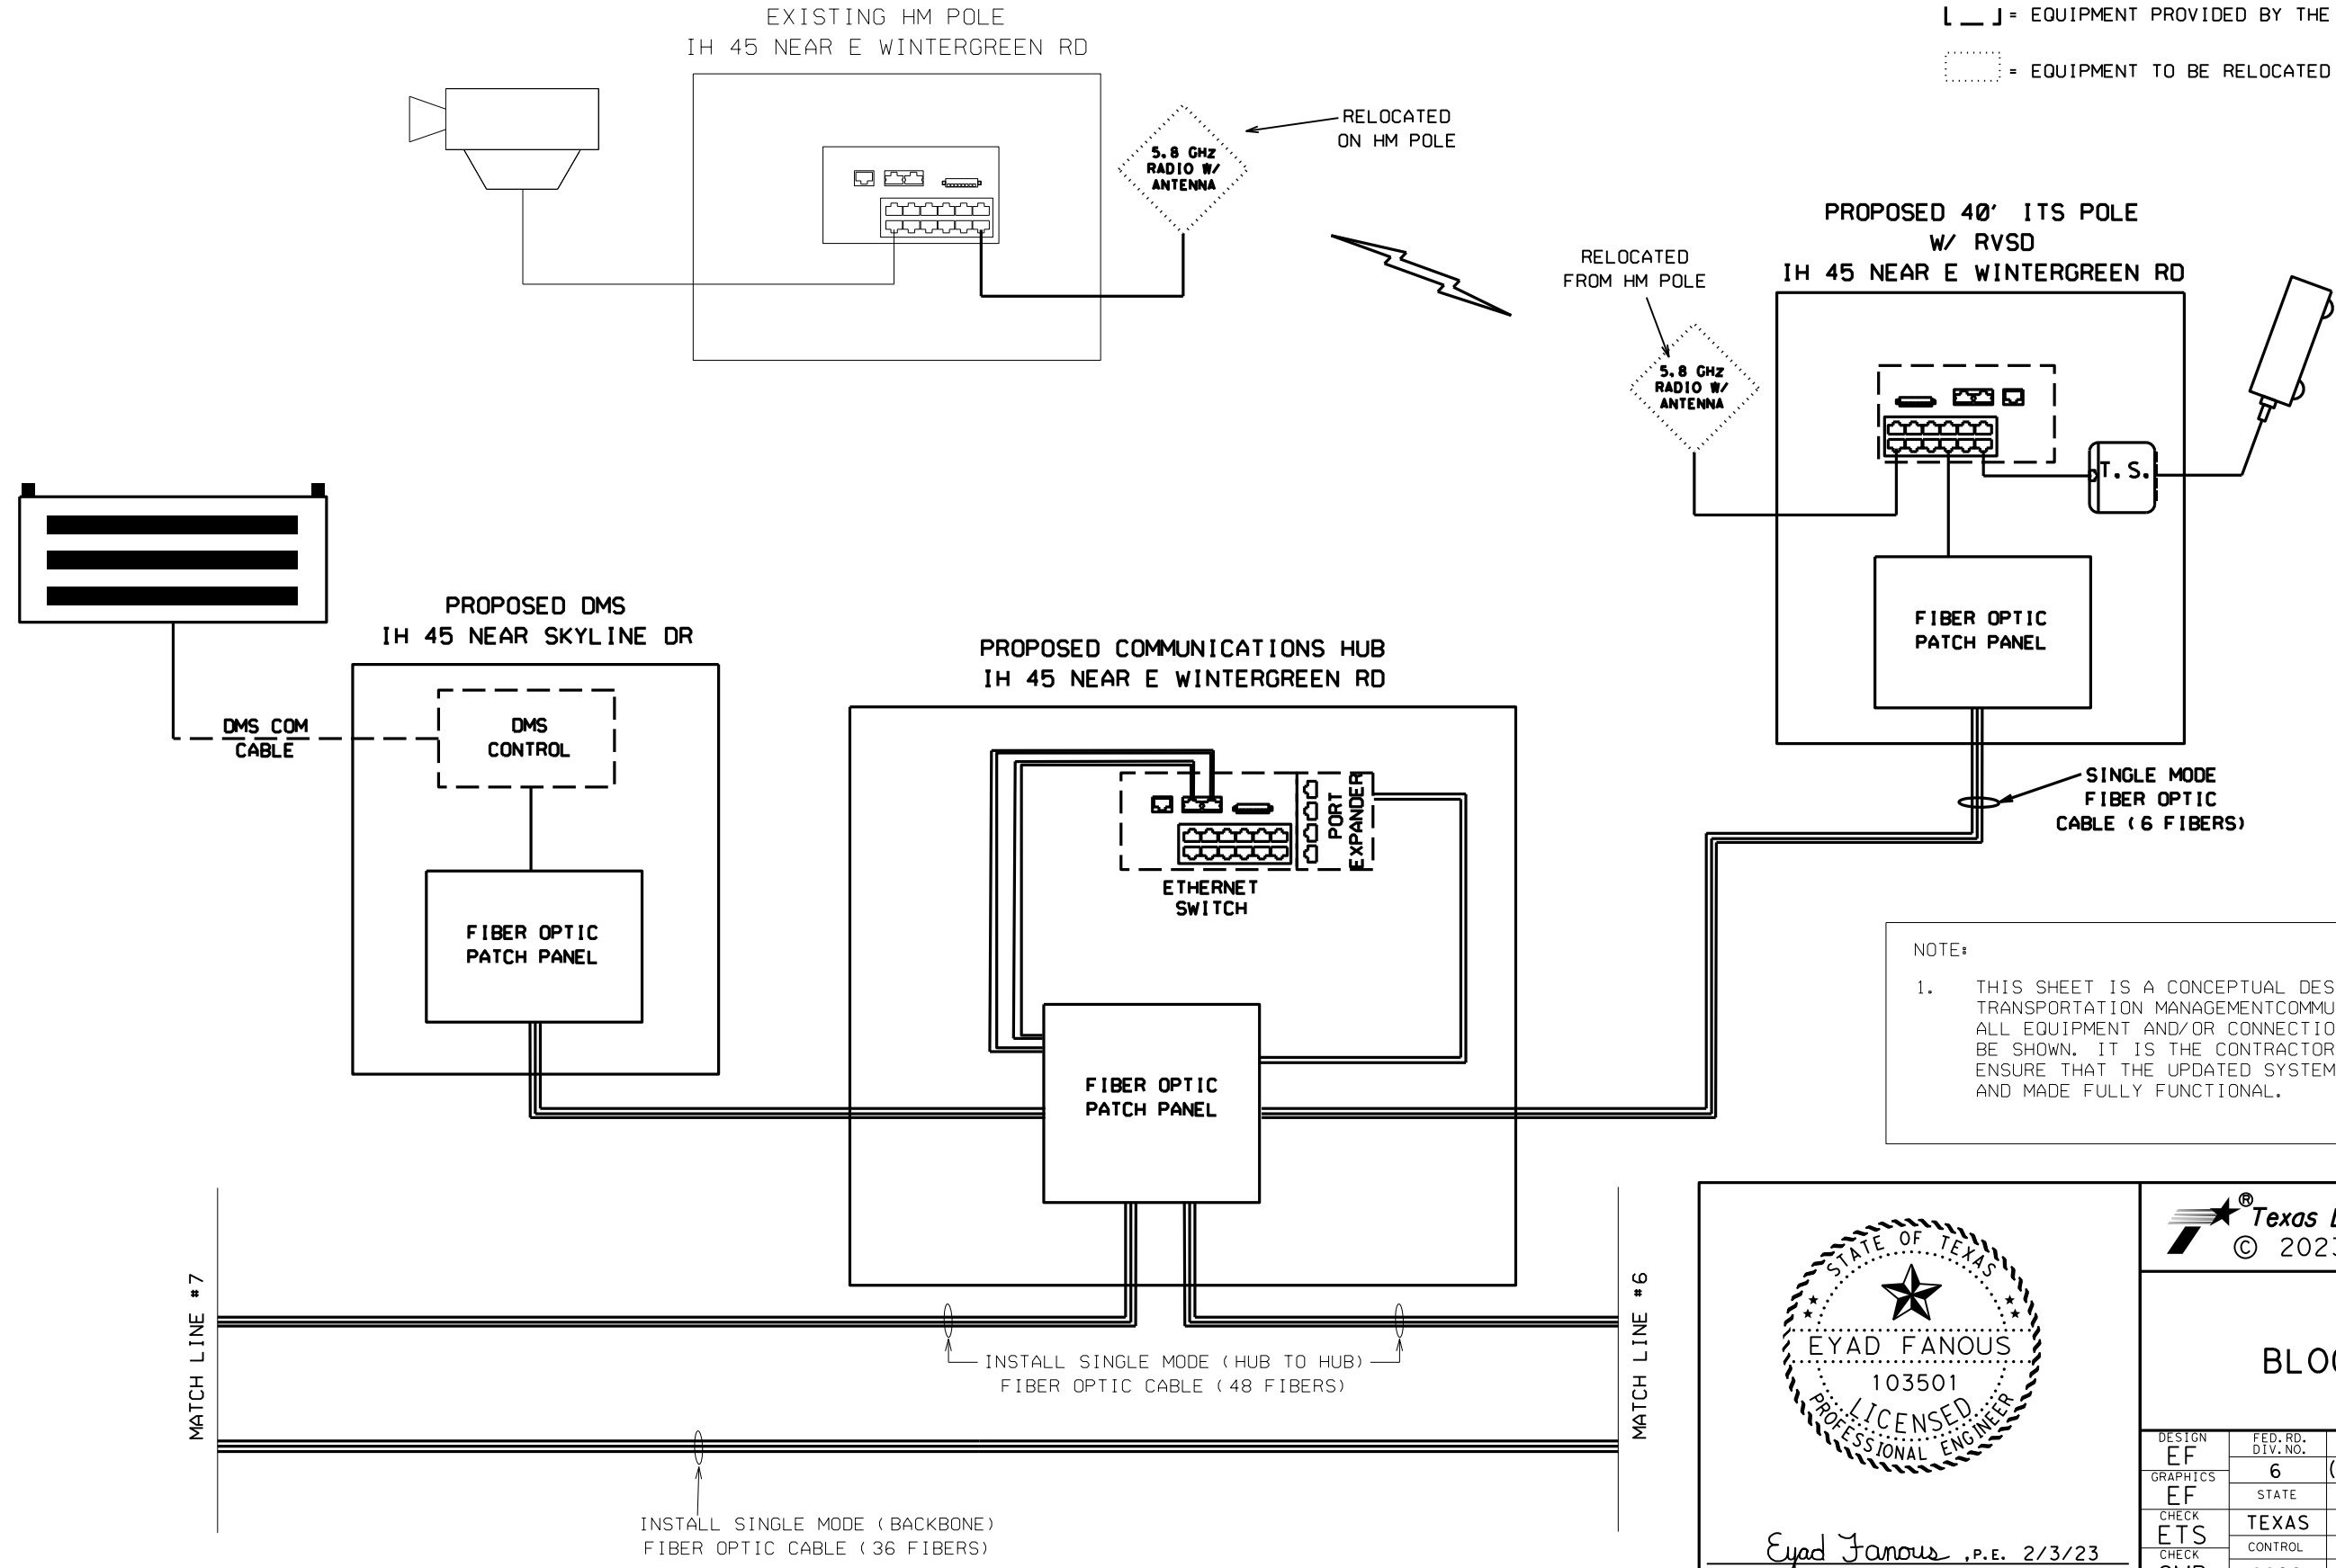 EXISTING HM POLE
IH 45 NEAR E WINTERGREEN RD
= EQUIPMENT PROVIDED BY THE
= EQUIPMENT TO BE RELOCATED
5.8 GHz
RADIO W/
ANTENNA
RELOCATED
ON HM POLE
PROPOSED 40' ITS POLE
W/ RVSD
IH 45 NEAR E WINTERGREEN RD
RELOCATED
FROM HM POLE
5.8 GHz
RADIO W/
ANTENNA
T.S.
FIBER OPTIC
PATCH PANEL
PROPOSED DMS
IH 45 NEAR SKYLINE DR
DMS COM
CABLE
DMS
CONTROL
FIBER OPTIC
PATCH PANEL
PROPOSED COMMUNICATIONS HUB
IH 45 NEAR E WINTERGREEN RD
PORT
EXPANDER
ETHERNET
SWITCH
FIBER OPTIC
PATCH PANEL
SINGLE MODE
FIBER OPTIC
CABLE (6 FIBERS)
NOTE:
1. THIS SHEET IS A CONCEPTUAL DES
TRANSPORTATION MANAGEMENTCOMMU
ALL EQUIPMENT AND/OR CONNECTIO
BE SHOWN. IT IS THE CONTRACTOR
ENSURE THAT THE UPDATED SYSTEM
AND MADE FULLY FUNCTIONAL.
MATCH LINE #7
MATCH LINE #6
INSTALL SINGLE MODE (HUB TO HUB)
FIBER OPTIC CABLE (48 FIBERS)
INSTALL SINGLE MODE (BACKBONE)
FIBER OPTIC CABLE (36 FIBERS)
STATE OF TEXAS
EYAD FANOUS
103501
LICENSED
PROFESSIONAL ENGINEER
Eyad Fanous ,P.E. 2/3/23
® Texas
© 2023
BLOC
DESIGN
EF
GRAPHICS
EF
CHECK
ETS
CHECK
FED.RD.
DIV.NO.
6 (
STATE
TEXAS
CONTROL